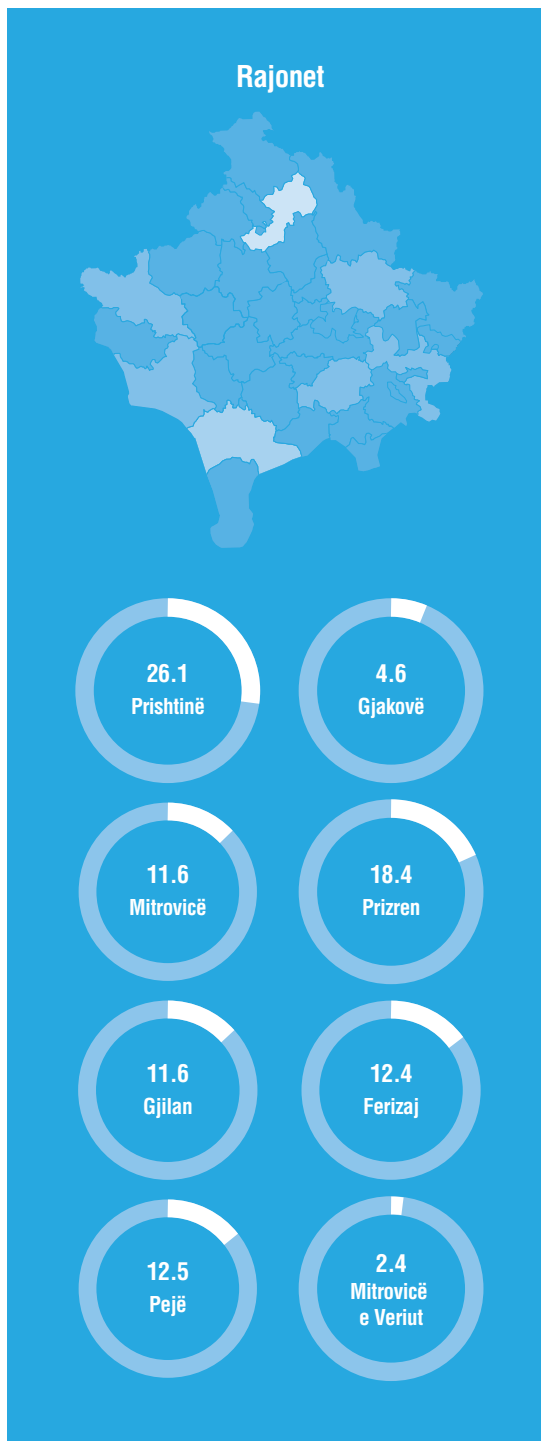 Rajonet
26.1
Prishtinë
4.6
Gjakovë
11.6
Mitrovicë
18.4
Prizren
11.6
Gjilan
12.4
Ferizaj
12.5
Pejë
2.4
Mitrovicë
e Veriut